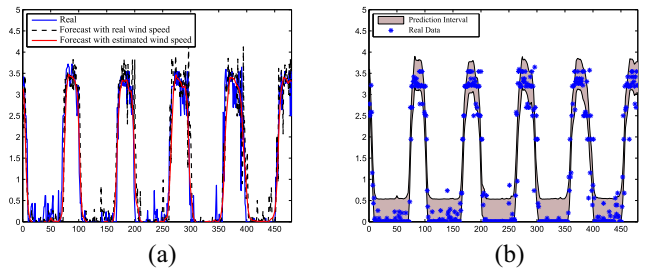 Real
Forecast with real wind speed
Forecast with estimated wind speed
5
4.5
4
3.5
3
2.5
2
1.5
1
0.5
0
0 50 100 150 200 250 300 350 400 450
(a)
Prediction Interval
Real Data
5
4.5
4
3.5
3
2.5
2
1.5
1
0.5
0
0 50 100 150 200 250 300 350 400 450
(b)